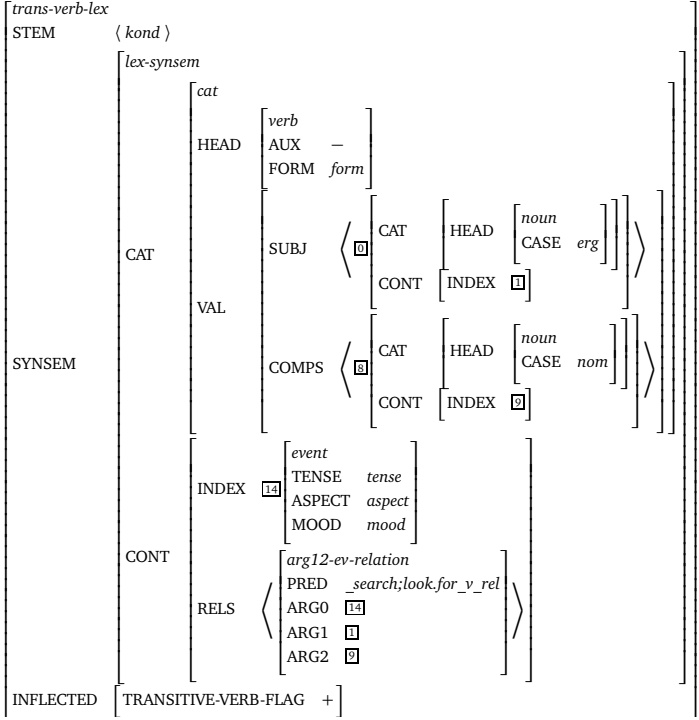 trans-verb-lex
STEM ⟨ kond ⟩
lex-synsem
cat
verb
HEAD AUX −
FORM form
noun
CAT HEAD
CASE erg
SUBJ 0
CAT
CONT INDEX 1
VAL
noun
CAT HEAD
CASE nom
SYNSEM
COMPS 8
CONT INDEX 9
event
TENSE tense
INDEX 14
ASPECT aspect
MOOD mood
CONT
arg12-ev-relation
PRED _search;look.for_v_rel
RELS ARG0 14
ARG1 1
ARG2 9
INFLECTED TRANSITIVE-VERB-FLAG +